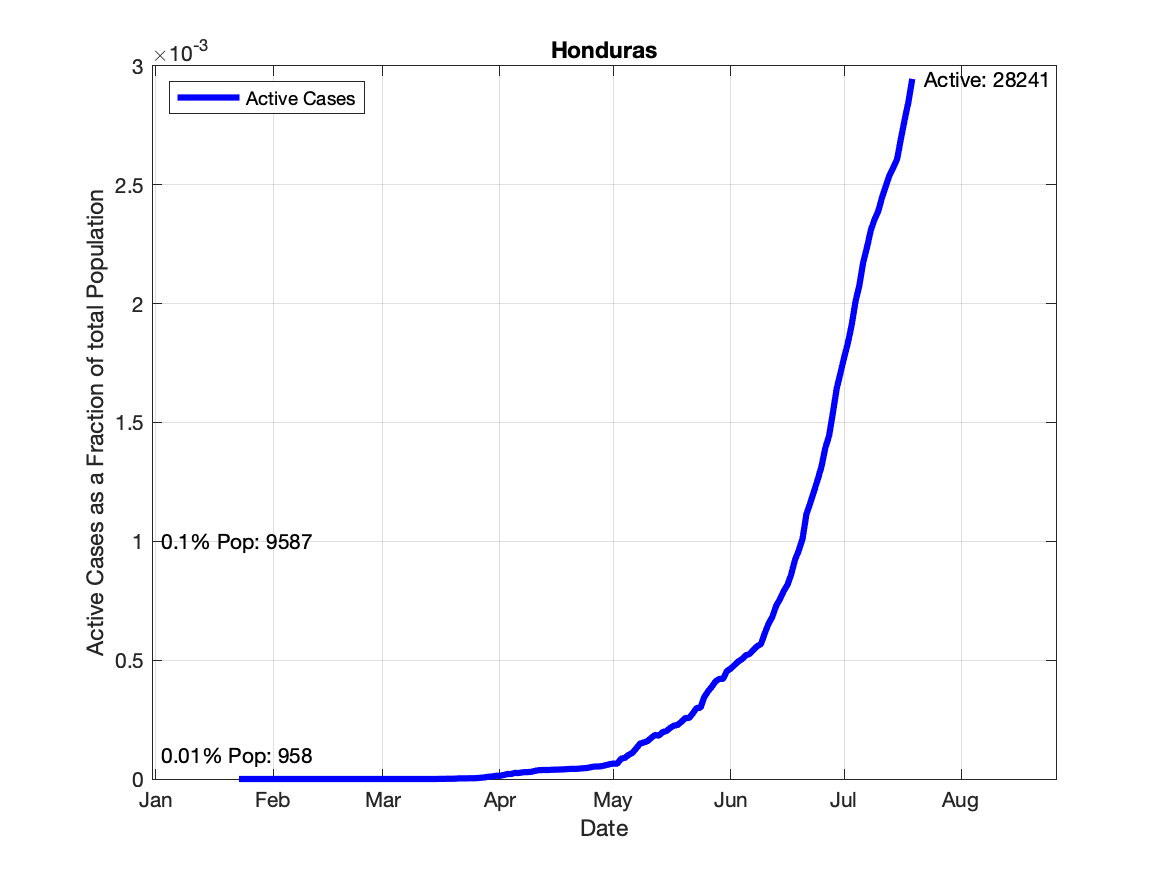 Honduras
×10-3
3
2.5
2
1.5
1
0.5
0
Active Cases as a Fraction of total Population
Active Cases
Active: 28241
0.1% Pop: 9587
0.01% Pop: 958
Jan Feb Mar Apr May Jun Jul Aug
Date